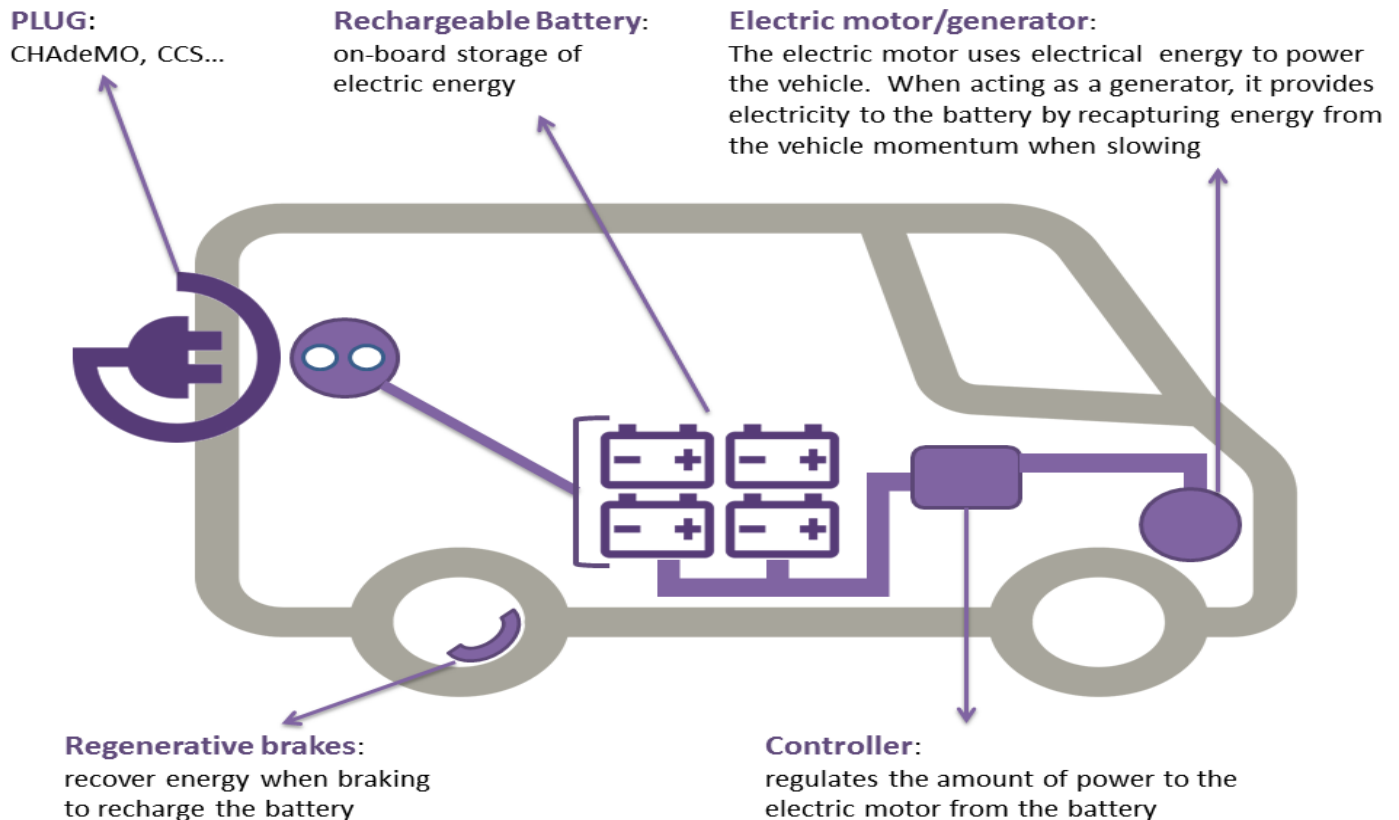 PLUG:
CHAdeMO, CCS...
Rechargeable Battery:
on-board storage of
electric energy
Electric motor/generator:
The electric motor uses electrical energy to power
the vehicle. When acting as a generator, it provides
electricity to the battery by recapturing energy from
the vehicle momentum when slowing
Regenerative brakes:
recover energy when braking
to recharge the battery
Controller:
regulates the amount of power to the
electric motor from the battery